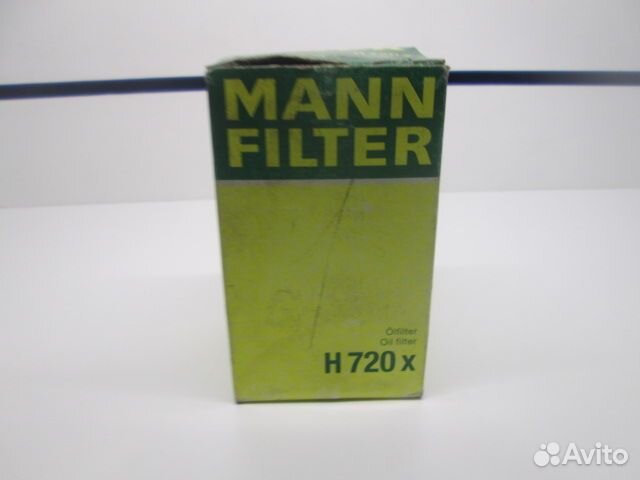 MANN
FILTER
Ölfilter
Oil filter
H 720 x
Avito